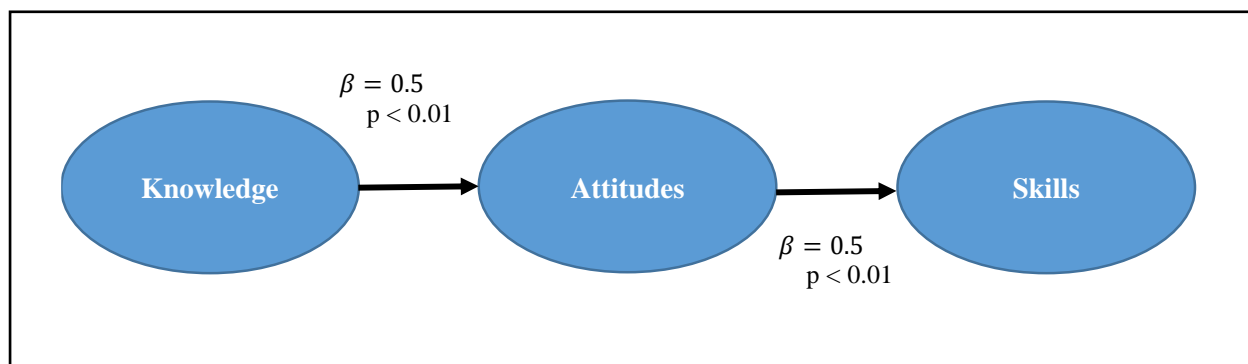 β = 0.5
p < 0.01
Knowledge
Attitudes
Skills
β = 0.5
p < 0.01